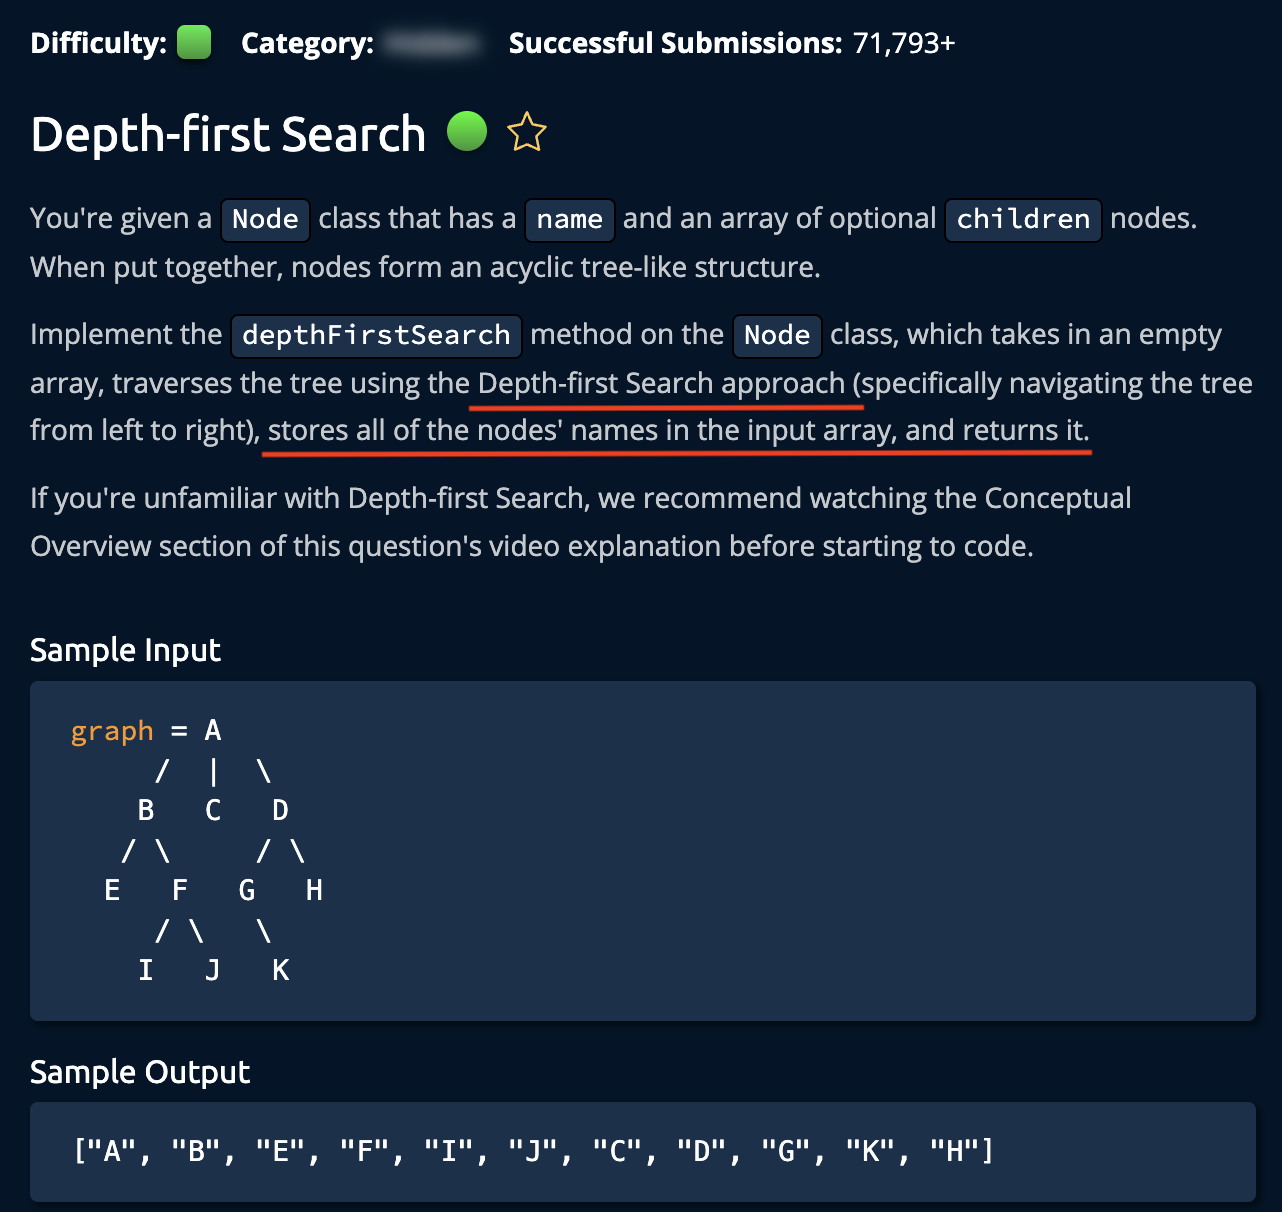 Difficulty: Category: Successful Submissions: 71,793+
Depth-first Search
You're given a Node class that has a name and an array of optional children nodes.
When put together, nodes form an acyclic tree-like structure.
Implement the depthFirstSearch method on the Node class, which takes in an empty
array, traverses the tree using the Depth-first Search approach (specifically navigating the tree
from left to right), stores all of the nodes' names in the input array, and returns it.
If you're unfamiliar with Depth-first Search, we recommend watching the Conceptual
Overview section of this question's video explanation before starting to code.
Sample Input
graph = A
     /  |  \
    B   C   D
   / \     / \
  E   F   G   H
     / \   \
    I   J   K
Sample Output
["A", "B", "E", "F", "I", "J", "C", "D", "G", "K", "H"]